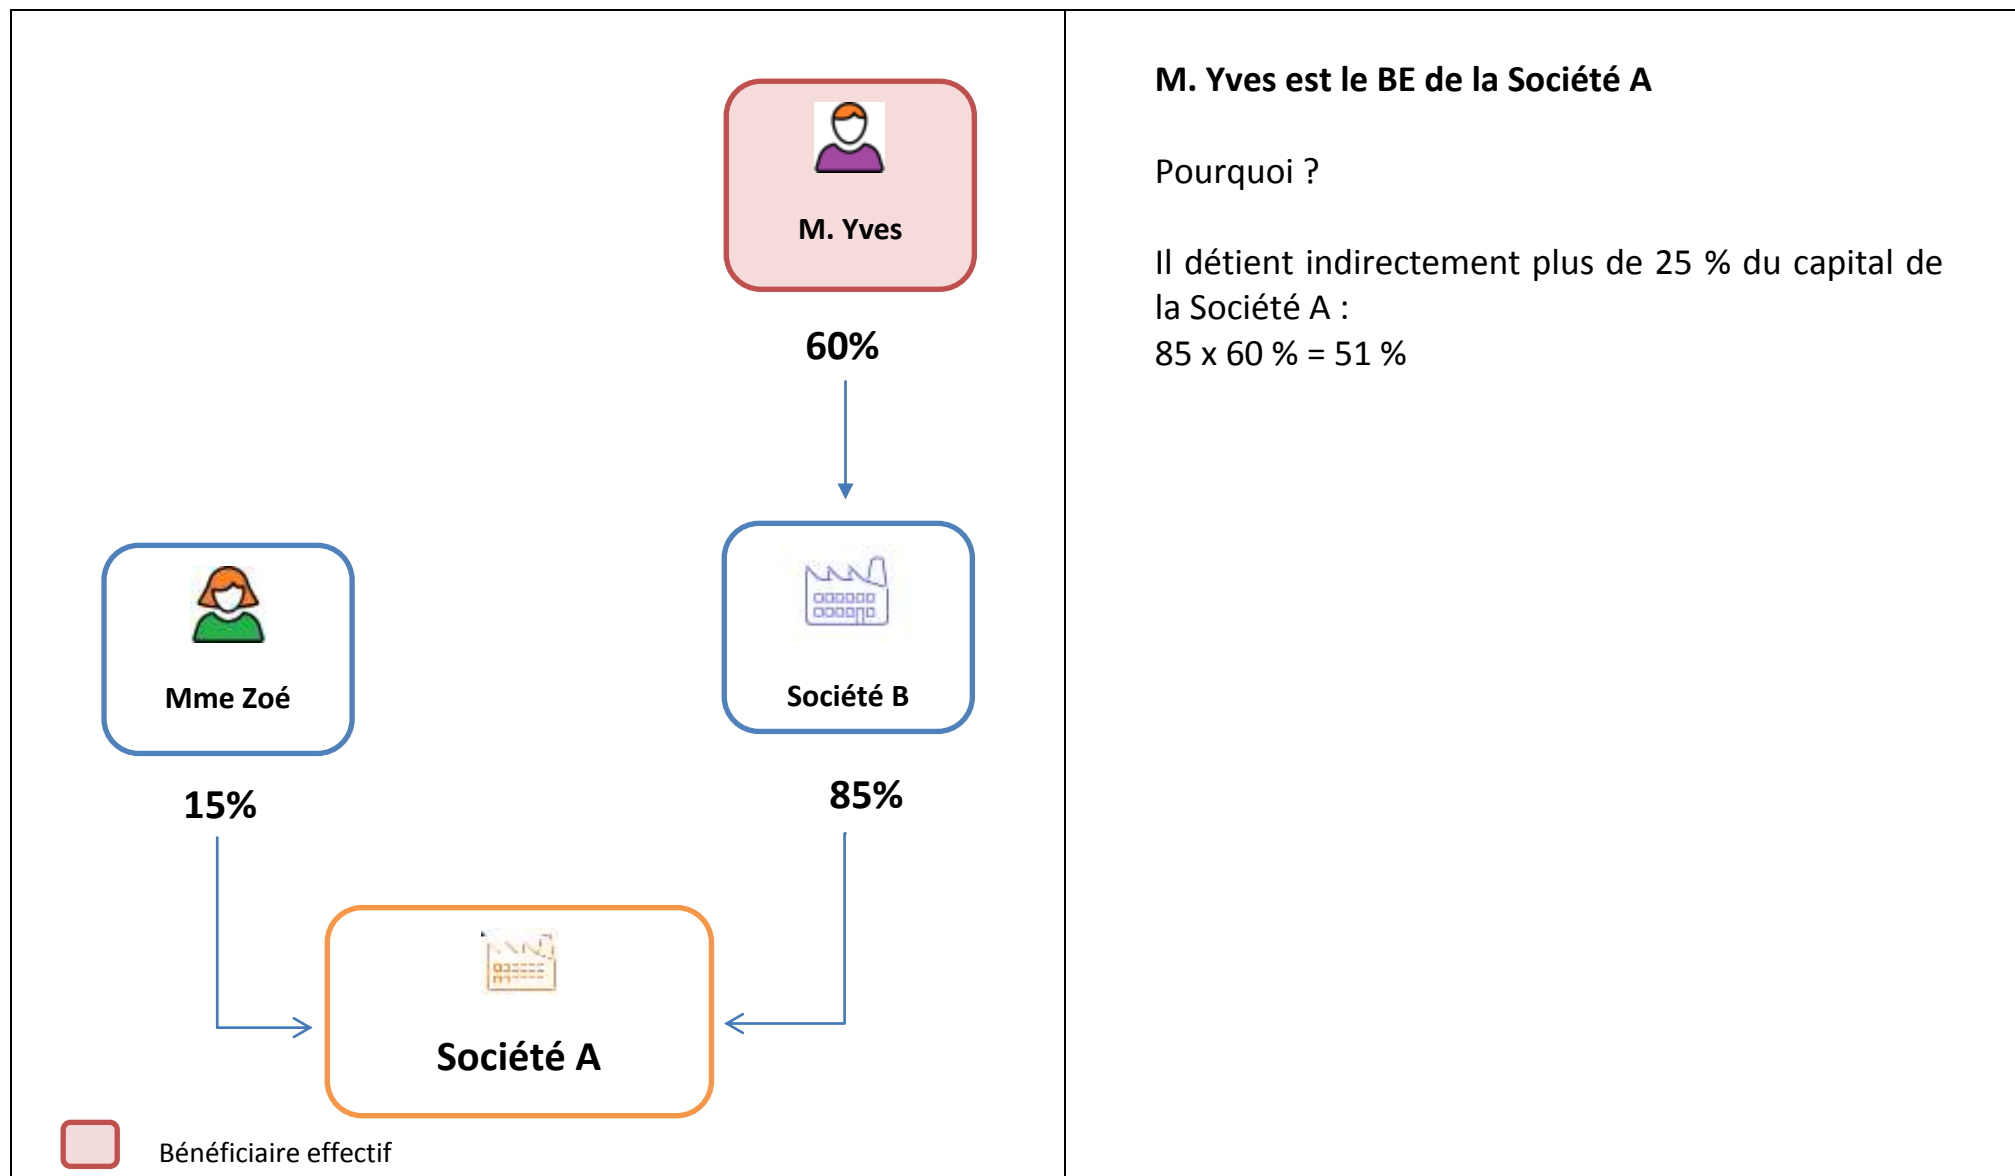 M. Yves
60%
Mme Zoé
Société B
15%
85%
Société A
Bénéficiaire effectif
M. Yves est le BE de la Société A
Pourquoi ?
Il détient indirectement plus de 25 % du capital de
la Société A :
85 x 60 % = 51 %